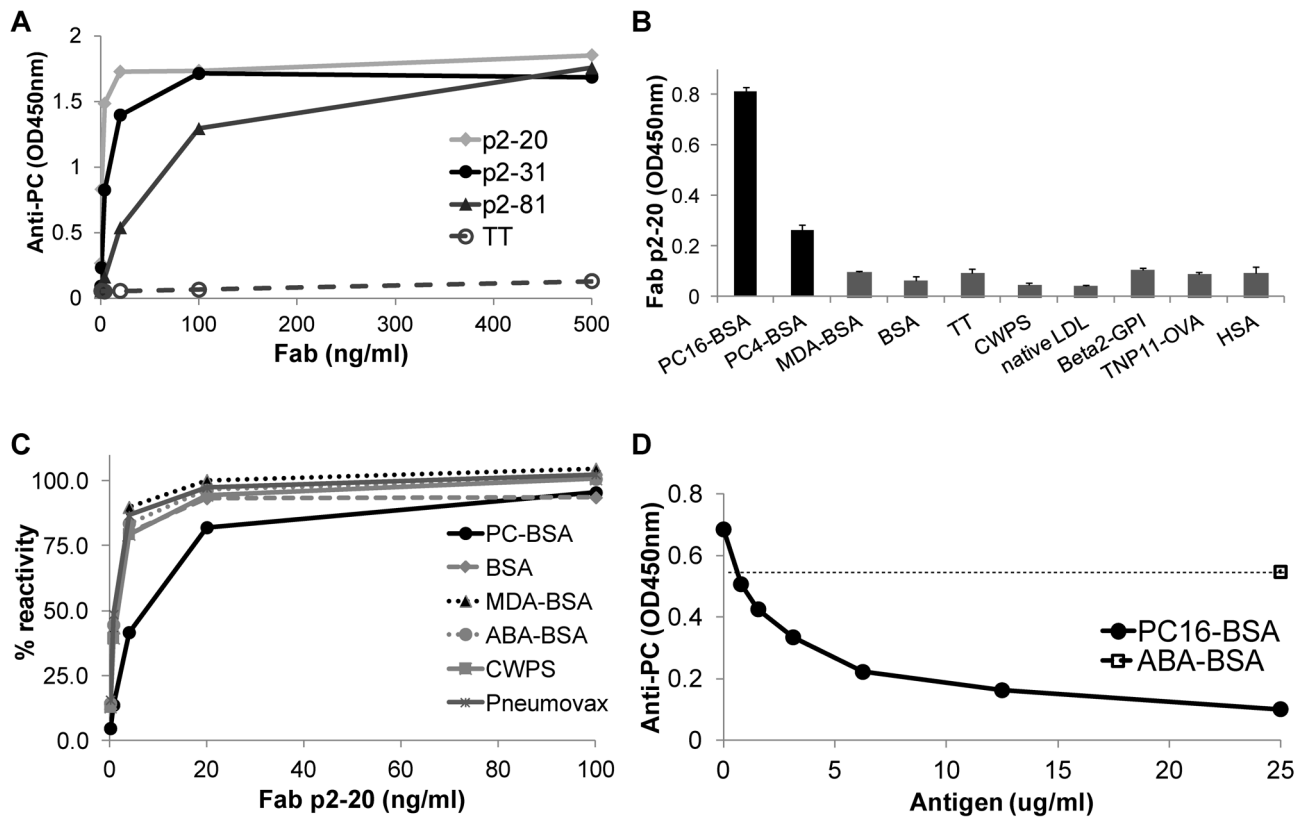 A
Anti-PC (OD450nm)
2
1.5
1
0.5
0
0
100
200
300
400
500
Fab (ng/ml)
p2-20
p2-31
p2-81
TT
B
Fab p2-20 (OD450nm)
0.8
0.6
0.4
0.2
0
PC16-BSA
PC4-BSA
MDA-BSA
BSA
TT
CWPS
native LDL
Beta2-GPI
TNP11-OVA
HSA
C
% reactivity
100.0
75.0
50.0
25.0
0.0
0
20
40
60
80
100
Fab p2-20 (ng/ml)
PC-BSA
BSA
MDA-BSA
ABA-BSA
CWPS
Pneumovax
D
Anti-PC (OD450nm)
0.8
0.6
0.4
0.2
0
0
5
10
15
20
25
Antigen (ug/ml)
PC16-BSA
ABA-BSA